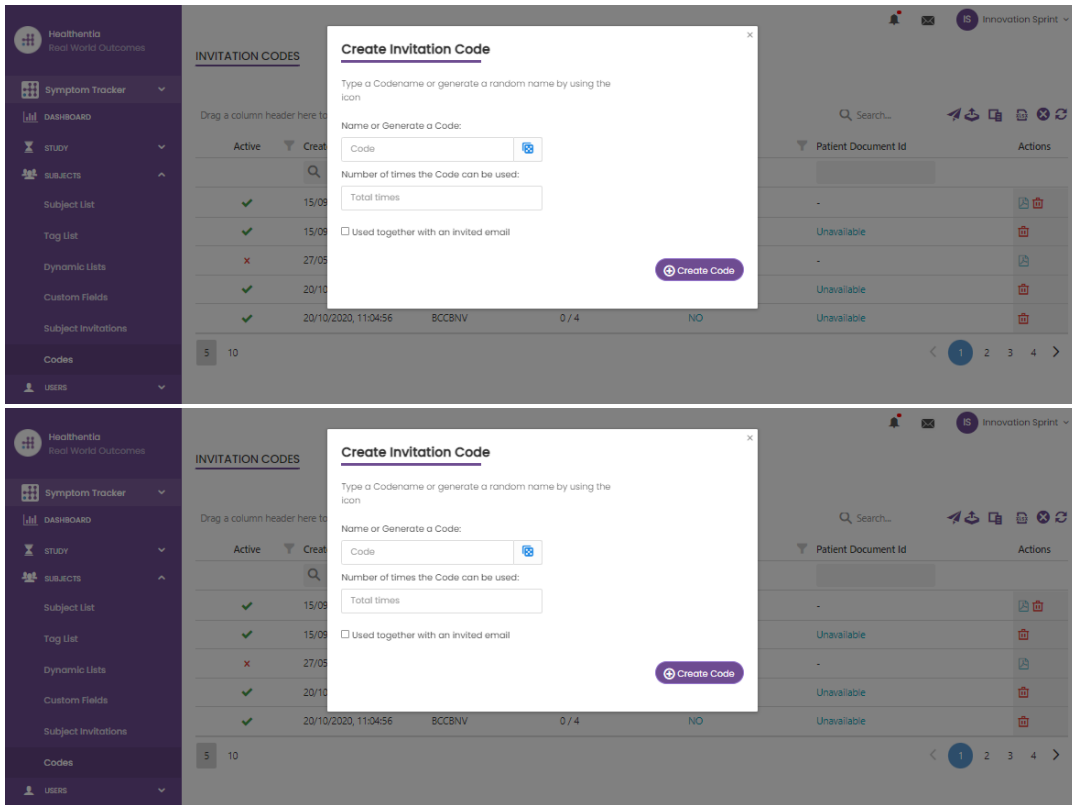 Healthentia
Real World Outcomes
IS Innovation Sprint
INVITATION CODES
Symptom Tracker
DASHBOARD
STUDY
SUBJECTS
Subject List
Tag List
Dynamic Lists
Custom Fields
Subject Invitations
Codes
USERS
Create Invitation Code
×
Type a Codename or generate a random name by using the
icon
Name or Generate a Code:
Code
Number of times the Code can be used:
Total times
Used together with an invited email
Create Code
Drag a column header here to
Search...
Active Creat Patient Document Id Actions
15/09 -
15/09 Unavailable
27/05 -
20/10 Unavailable
20/10/2020, 11:04:56 BCCBNV 0 / 4 NO Unavailable
5 10
1 2 3 4
Healthentia
Real World Outcomes
IS Innovation Sprint
INVITATION CODES
Symptom Tracker
DASHBOARD
STUDY
SUBJECTS
Subject List
Tag List
Dynamic Lists
Custom Fields
Subject Invitations
Codes
USERS
Create Invitation Code
×
Type a Codename or generate a random name by using the
icon
Name or Generate a Code:
Code
Number of times the Code can be used:
Total times
Used together with an invited email
Create Code
Drag a column header here to
Search...
Active Creat Patient Document Id Actions
15/09 -
15/09 Unavailable
27/05 -
20/10 Unavailable
20/10/2020, 11:04:56 BCCBNV 0 / 4 NO Unavailable
5 10
1 2 3 4